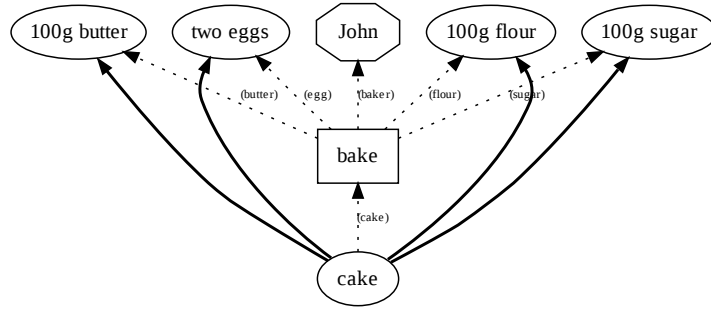 100g butter
two eggs
John
100g flour
100g sugar
(butter)
(egg)
(baker)
(flour)
(sugar)
bake
(cake)
cake